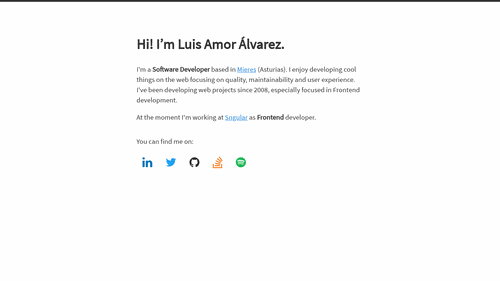 Hi! I’m Luis Amor Álvarez.
I'm a Software Developer based in Mieres (Asturias). I enjoy developing cool
things on the web focusing on quality, maintainability and user experience.
I've been developing web projects since 2008, especially focused in Frontend
development.
At the moment I'm working at Sngular as Frontend developer.
You can find me on:
in